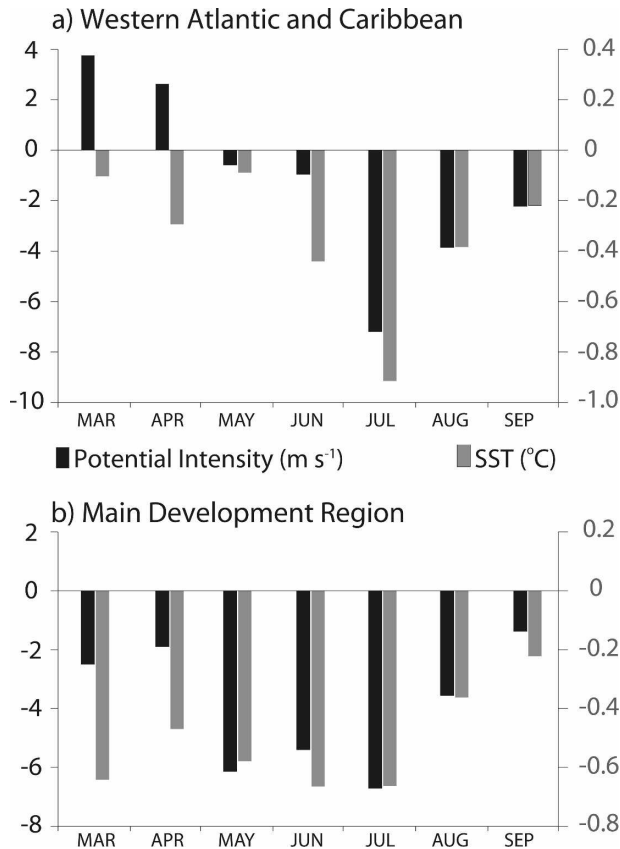 a) Western Atlantic and Caribbean
4 0.4
2 0.2
0 0
-2 -0.2
-4 -0.4
-6 -0.6
-8 -0.8
-10 -1.0
MAR APR MAY JUN JUL AUG SEP
Potential Intensity (m s⁻¹) SST (°C)
b) Main Development Region
2 0.2
0 0
-2 -0.2
-4 -0.4
-6 -0.6
-8 -0.8
MAR APR MAY JUN JUL AUG SEP